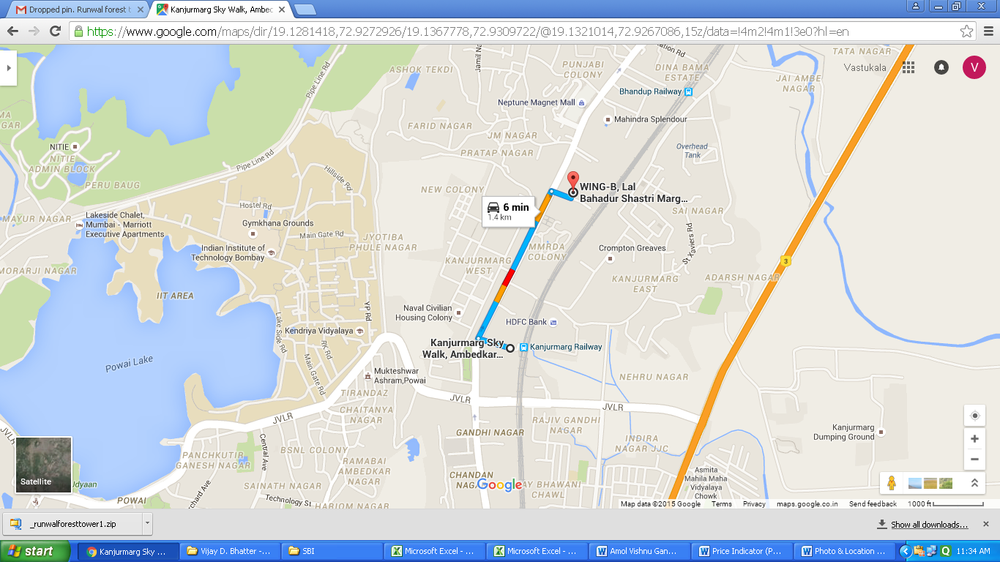 Dropped pin. Runwal forest t
Kanjurmarg Sky Walk, Ambed
https://www.google.com/maps/dir/19.1281418,72.9272926/19.1367778,72.9309792/@19.1321014,72.9267086,15z/data=!4m2!4m1!3e0?hl=en
Vastukala
V
TATA NAGAR
JAI AMBE
NAGAR
Pipe Line Rd
ASHOK TEKDI
Jamil Nagar
PUNJABI
COLONY
DINA BAMA
ESTATE
Bhandup Railway
Neptune Magnet Mall
Mahindra Splendour
FARID NAGAR
JM NAGAR
PRATAP NAGAR
Overhead
Tank
NITIE
NITIE
ADMIN BLOCK
PERU BAUG
MAYUR NAGAR
Pipe Line Rd
Hillside Rd
NEW COLONY
WING-B, Lal
Bahadur Shastri Marg...
6 min
1.4 km
SAI NAGAR
Lakeside Chalet,
Mumbai - Marriott
Executive Apartments
Hostel Rd
Gymkhana Grounds
Main Gate Rd
Indian Institute of
Technology Bombay
JYOTIBA
PHULE NAGAR
MMRDA
COLONY
Crompton Greaves
St Xaviers Rd
KANJURMARG
WEST
KANJURMARG
EAST
ADARSH NAGAR
3
MORARJI NAGAR
IIT AREA
YP Rd
Naval Civilian
Housing Colony
HDFC Bank
Lake Side Rd
Kendriya Vidyalaya
RK Rd
Main Gate Rd
Kanjurmarg Sky
Walk, Ambedkar...
Kanjurmarg Railway
Powai Lake
Mukteshwar
Ashram,Powai
NEHRU NAGAR
TIRANDAZ
CHAITANYA
NAGAR
JVLR
JVLR
JVLR
JVLR
GANDHI NAGAR
RAJIV GANDHI
NAGAR
INDIRA
NAGAR JJC
Kanjurmarg
Dumping Ground
PANCHKUTIR
GANESH NAGAR
Central Ave
BSNL COLONY
RAMABAI
AMBEDKAR
NAGAR
Asmita
Mahila Maha
Vidyalaya
Chowk
Satellite
Udyaan
POWAI
Orchard Ave
SAINATH NAGAR
Technology St
HARIOM NAGAR
CHANDAN
NAGAR
Google
BHAWANI
CHAWL
Map data ©2015 Google
Terms
Privacy
maps.google.co.in
Send feedback
1000 ft
_runwalforesttower1.zip
Show all downloads...
start
Kanjurmarg Sky ...
Vijay D. Bhatter -...
SBI
Microsoft Excel - ...
Microsoft Excel - ...
Amol Vishnu Gan...
Price Indicator (P...
Photo & Location ...
11:34 AM